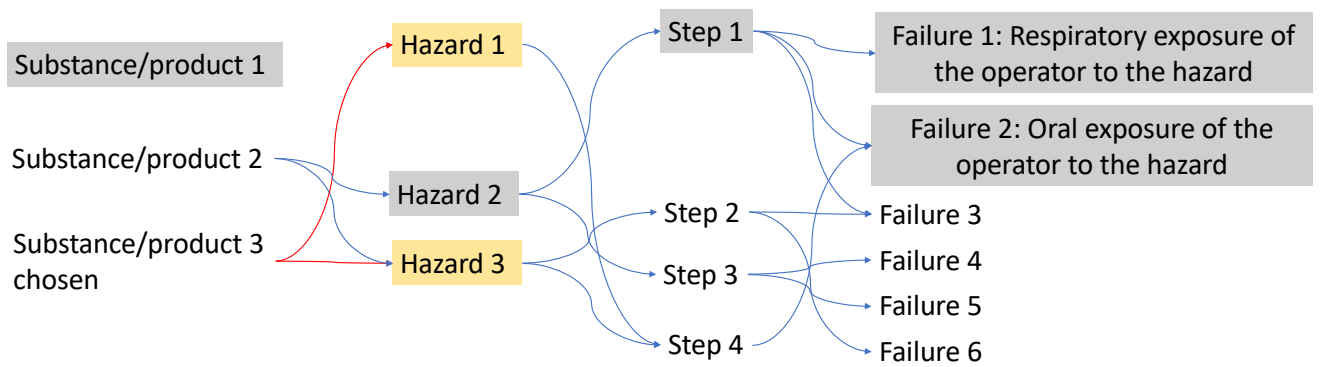 Substance/product 1
Substance/product 2
Substance/product 3
chosen
Hazard 1
Hazard 2
Hazard 3
Step 1
Step 2
Step 3
Step 4
Failure 1: Respiratory exposure of
the operator to the hazard
Failure 2: Oral exposure of the
operator to the hazard
Failure 3
Failure 4
Failure 5
Failure 6